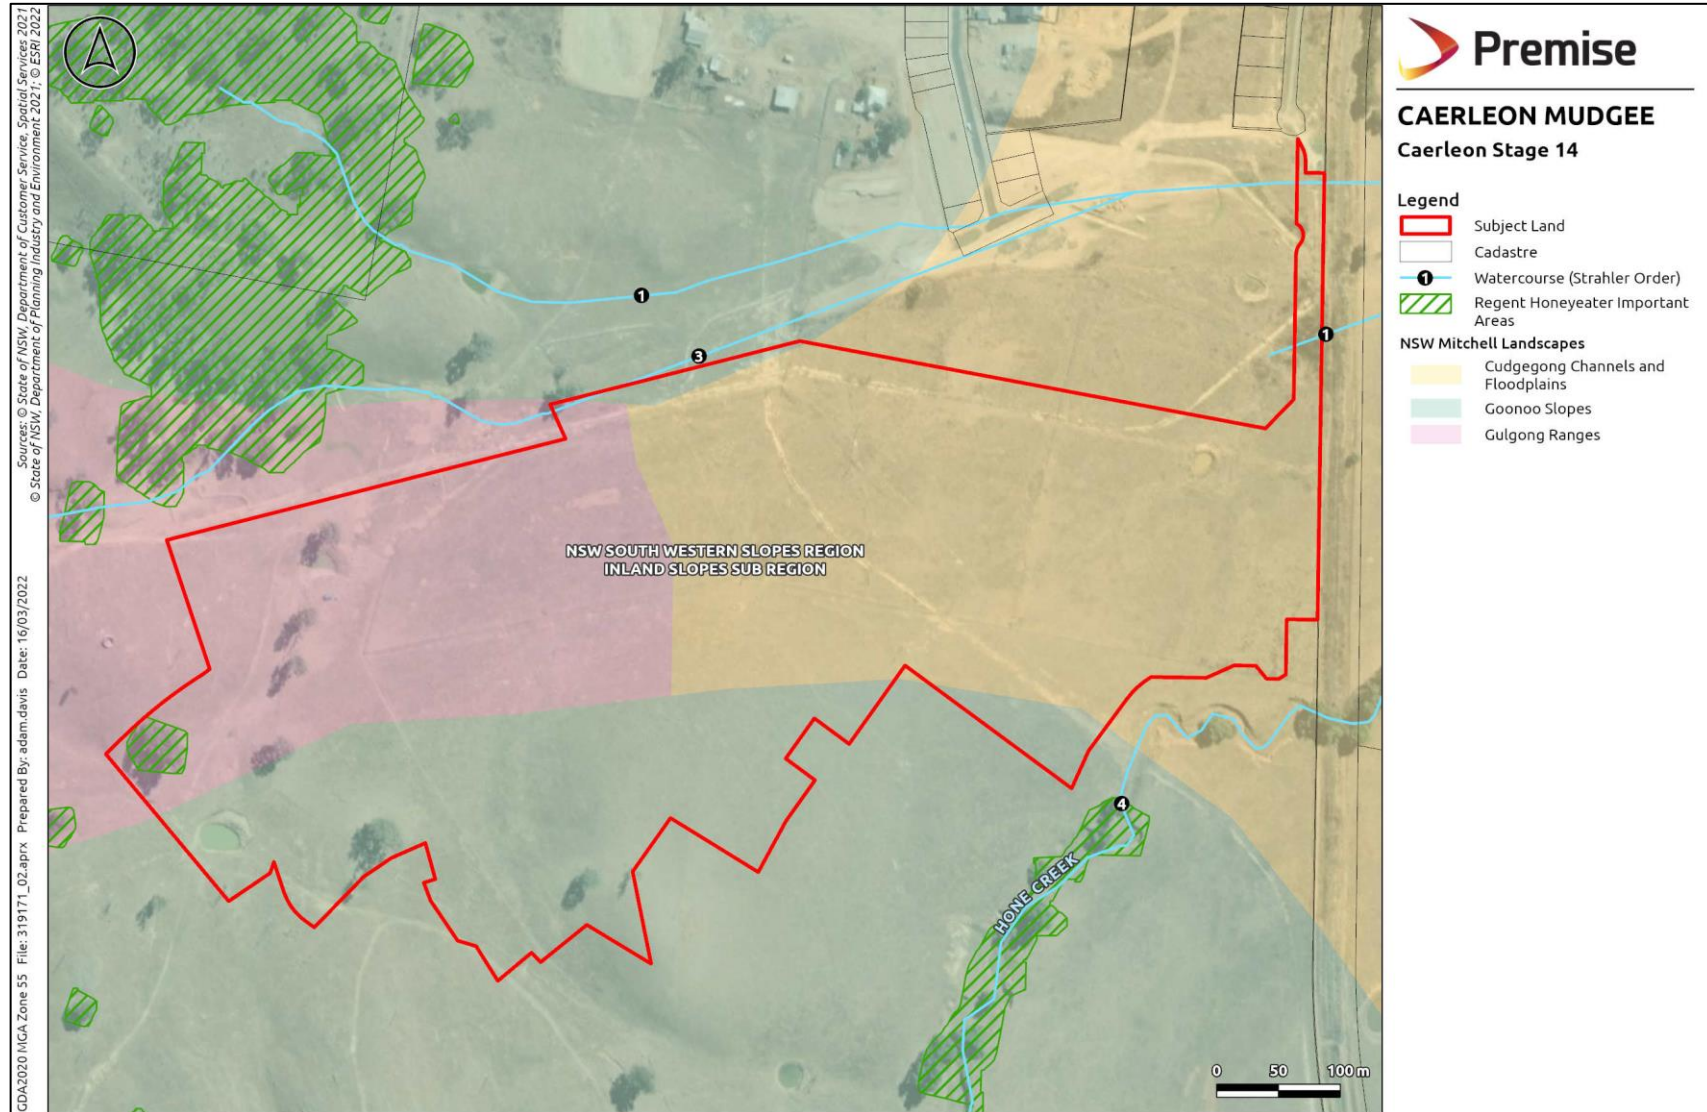 Sources: © State of NSW, Department of Customer Service, Spatial Services 2021
© State of NSW, Department of Planning Industry and Environment 2021; © ESRI 2022
GDA2020 MGA Zone 55 File: 319171_02.aprx Prepared By: adam.davis Date: 16/03/2022
1
3
1
NSW SOUTH WESTERN SLOPES REGION
INLAND SLOPES SUB REGION
4
HONE CREEK
0 50 100 m
Premise
CAERLEON MUDGEE
Caerleon Stage 14
Legend
Subject Land
Cadastre
1 Watercourse (Strahler Order)
Regent Honeyeater Important
Areas
NSW Mitchell Landscapes
Cudgegong Channels and
Floodplains
Goonoo Slopes
Gulgong Ranges